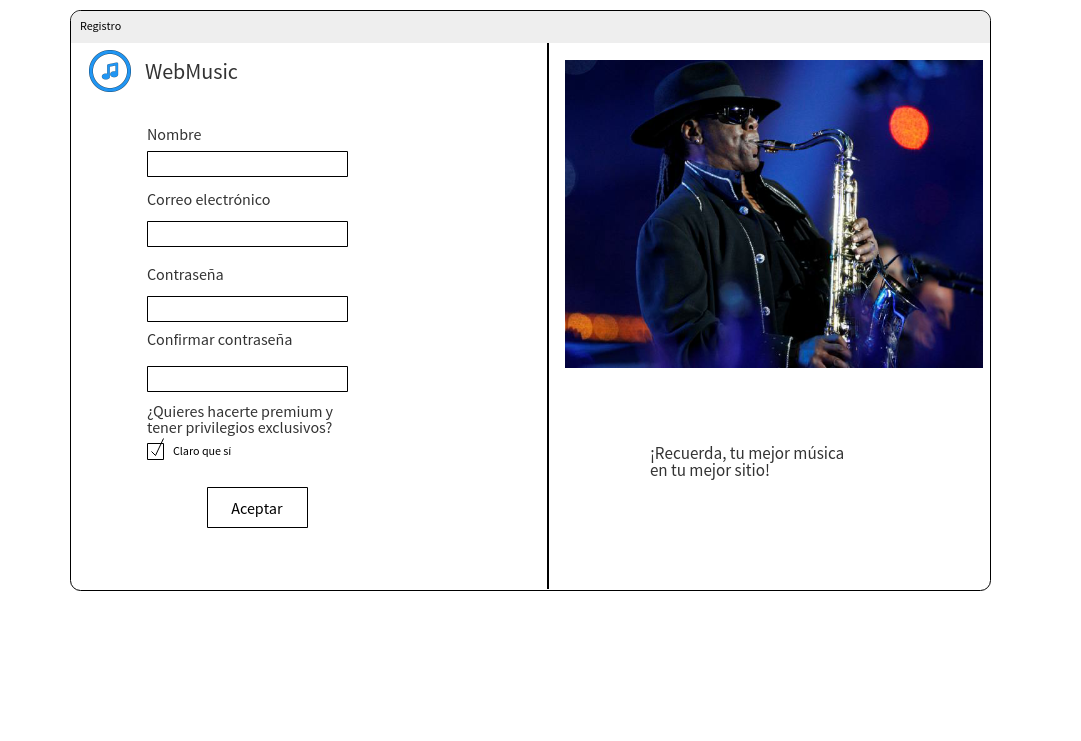 Registro
WebMusic
Nombre
Correo electrónico
Contraseña
Confirmar contraseña
¿Quieres hacerte premium y
tener privilegios exclusivos?
Claro que si
Aceptar
¡Recuerda, tu mejor música
en tu mejor sitio!